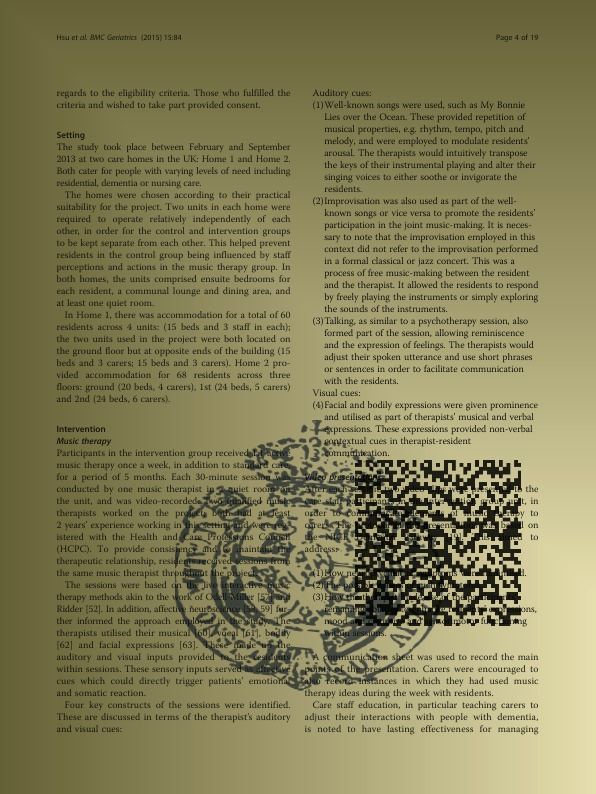 Hsu et al. BMC Geriatrics (2015) 15:84
Page 4 of 19
regards to the eligibility criteria. Those who fulfilled the
criteria and wished to take part provided consent.
Setting
The study took place between February and September
2013 at two care homes in the UK: Home 1 and Home 2.
Both cater for people with varying levels of need including
residential, dementia or nursing care.
The homes were chosen according to their practical
suitability for the project. Two units in each home were
required to operate relatively independently of each
other, in order for the control and intervention groups
to be kept separate from each other. This helped prevent
residents in the control group being influenced by staff
perceptions and actions in the music therapy group. In
both homes, the units comprised ensuite bedrooms for
each resident, a communal lounge and dining area, and
at least one quiet room.
In Home 1, there was accommodation for a total of 60
residents across 4 units: (15 beds and 3 staff in each);
the two units used in the project were both located on
the ground floor but at opposite ends of the building (15
beds and 3 carers; 15 beds and 3 carers). Home 2 pro-
vided accommodation for 68 residents across three
floors: ground (20 beds, 4 carers), 1st (24 beds, 5 carers)
and 2nd (24 beds, 6 carers).
Intervention
Music therapy
Participants in the intervention group received active
music therapy once a week, in addition to standard care,
for a period of 5 months. Each 30-minute session was
conducted by one music therapist in a quiet room on
the unit, and was video-recorded. Two qualified music
therapists worked on the project; both had at least
2 years' experience working in this setting and were reg-
istered with the Health and Care Professions Council
(HCPC). To provide consistency and to maintain the
therapeutic relationship, residents received sessions from
the same music therapist throughout the project.
The sessions were based on active music
therapy methods akin to the work of Odell-Miller [57] and
Ridder [52]. In addition, affective neuroscience [58, 59] fur-
ther informed the approach employed in the study. The
therapists utilised their musical [60], vocal [61], bodily
[62] and facial expressions [63]. These made up the
auditory and visual inputs provided to the residents
within sessions. These sensory inputs served as affective
cues which could directly trigger patients' emotional
and somatic reaction.
Four key constructs of the sessions were identified.
These are discussed in terms of the therapist's auditory
and visual cues:
Auditory cues:
(1)Well-known songs were used, such as My Bonnie
Lies over the Ocean. These provided repetition of
musical properties, e.g. rhythm, tempo, pitch and
melody, and were employed to modulate residents'
arousal. The therapists would intuitively transpose
the keys of their instrumental playing and alter their
singing voices to either soothe or invigorate the
residents.
(2)Improvisation was also used as part of the well-
known songs or vice versa to promote the residents'
participation in the joint music-making. It is neces-
sary to note that the improvisation employed in this
context did not refer to the improvisation performed
in a formal classical or jazz concert. This was a
process of free music-making between the resident
and the therapist. It allowed the residents to respond
by freely playing the instruments or simply exploring
the sounds of the instruments.
(3)Talking, as similar to a psychotherapy session, also
formed part of the session, allowing reminiscence
and the expression of feelings. The therapists would
adjust their spoken utterance and use short phrases
or sentences in order to facilitate communication
with the residents.
Visual cues:
(4)Facial and bodily expressions were given prominence
and utilised as part of therapists' musical and verbal
expressions. These expressions provided non-verbal
contextual cues in therapist-resident
communication.
Video presentations
After each the
care staff in
order to to
carers. on
the to
address
(1)How
(2)
(3)How the
remained expressions,
mood
within sessions.
A communication sheet was used to record the main
points of the presentation. Carers were encouraged to
also record instances in which they had used music
therapy ideas during the week with residents.
Care staff education, in particular teaching carers to
adjust their interactions with people with dementia,
is noted to have lasting effectiveness for managing